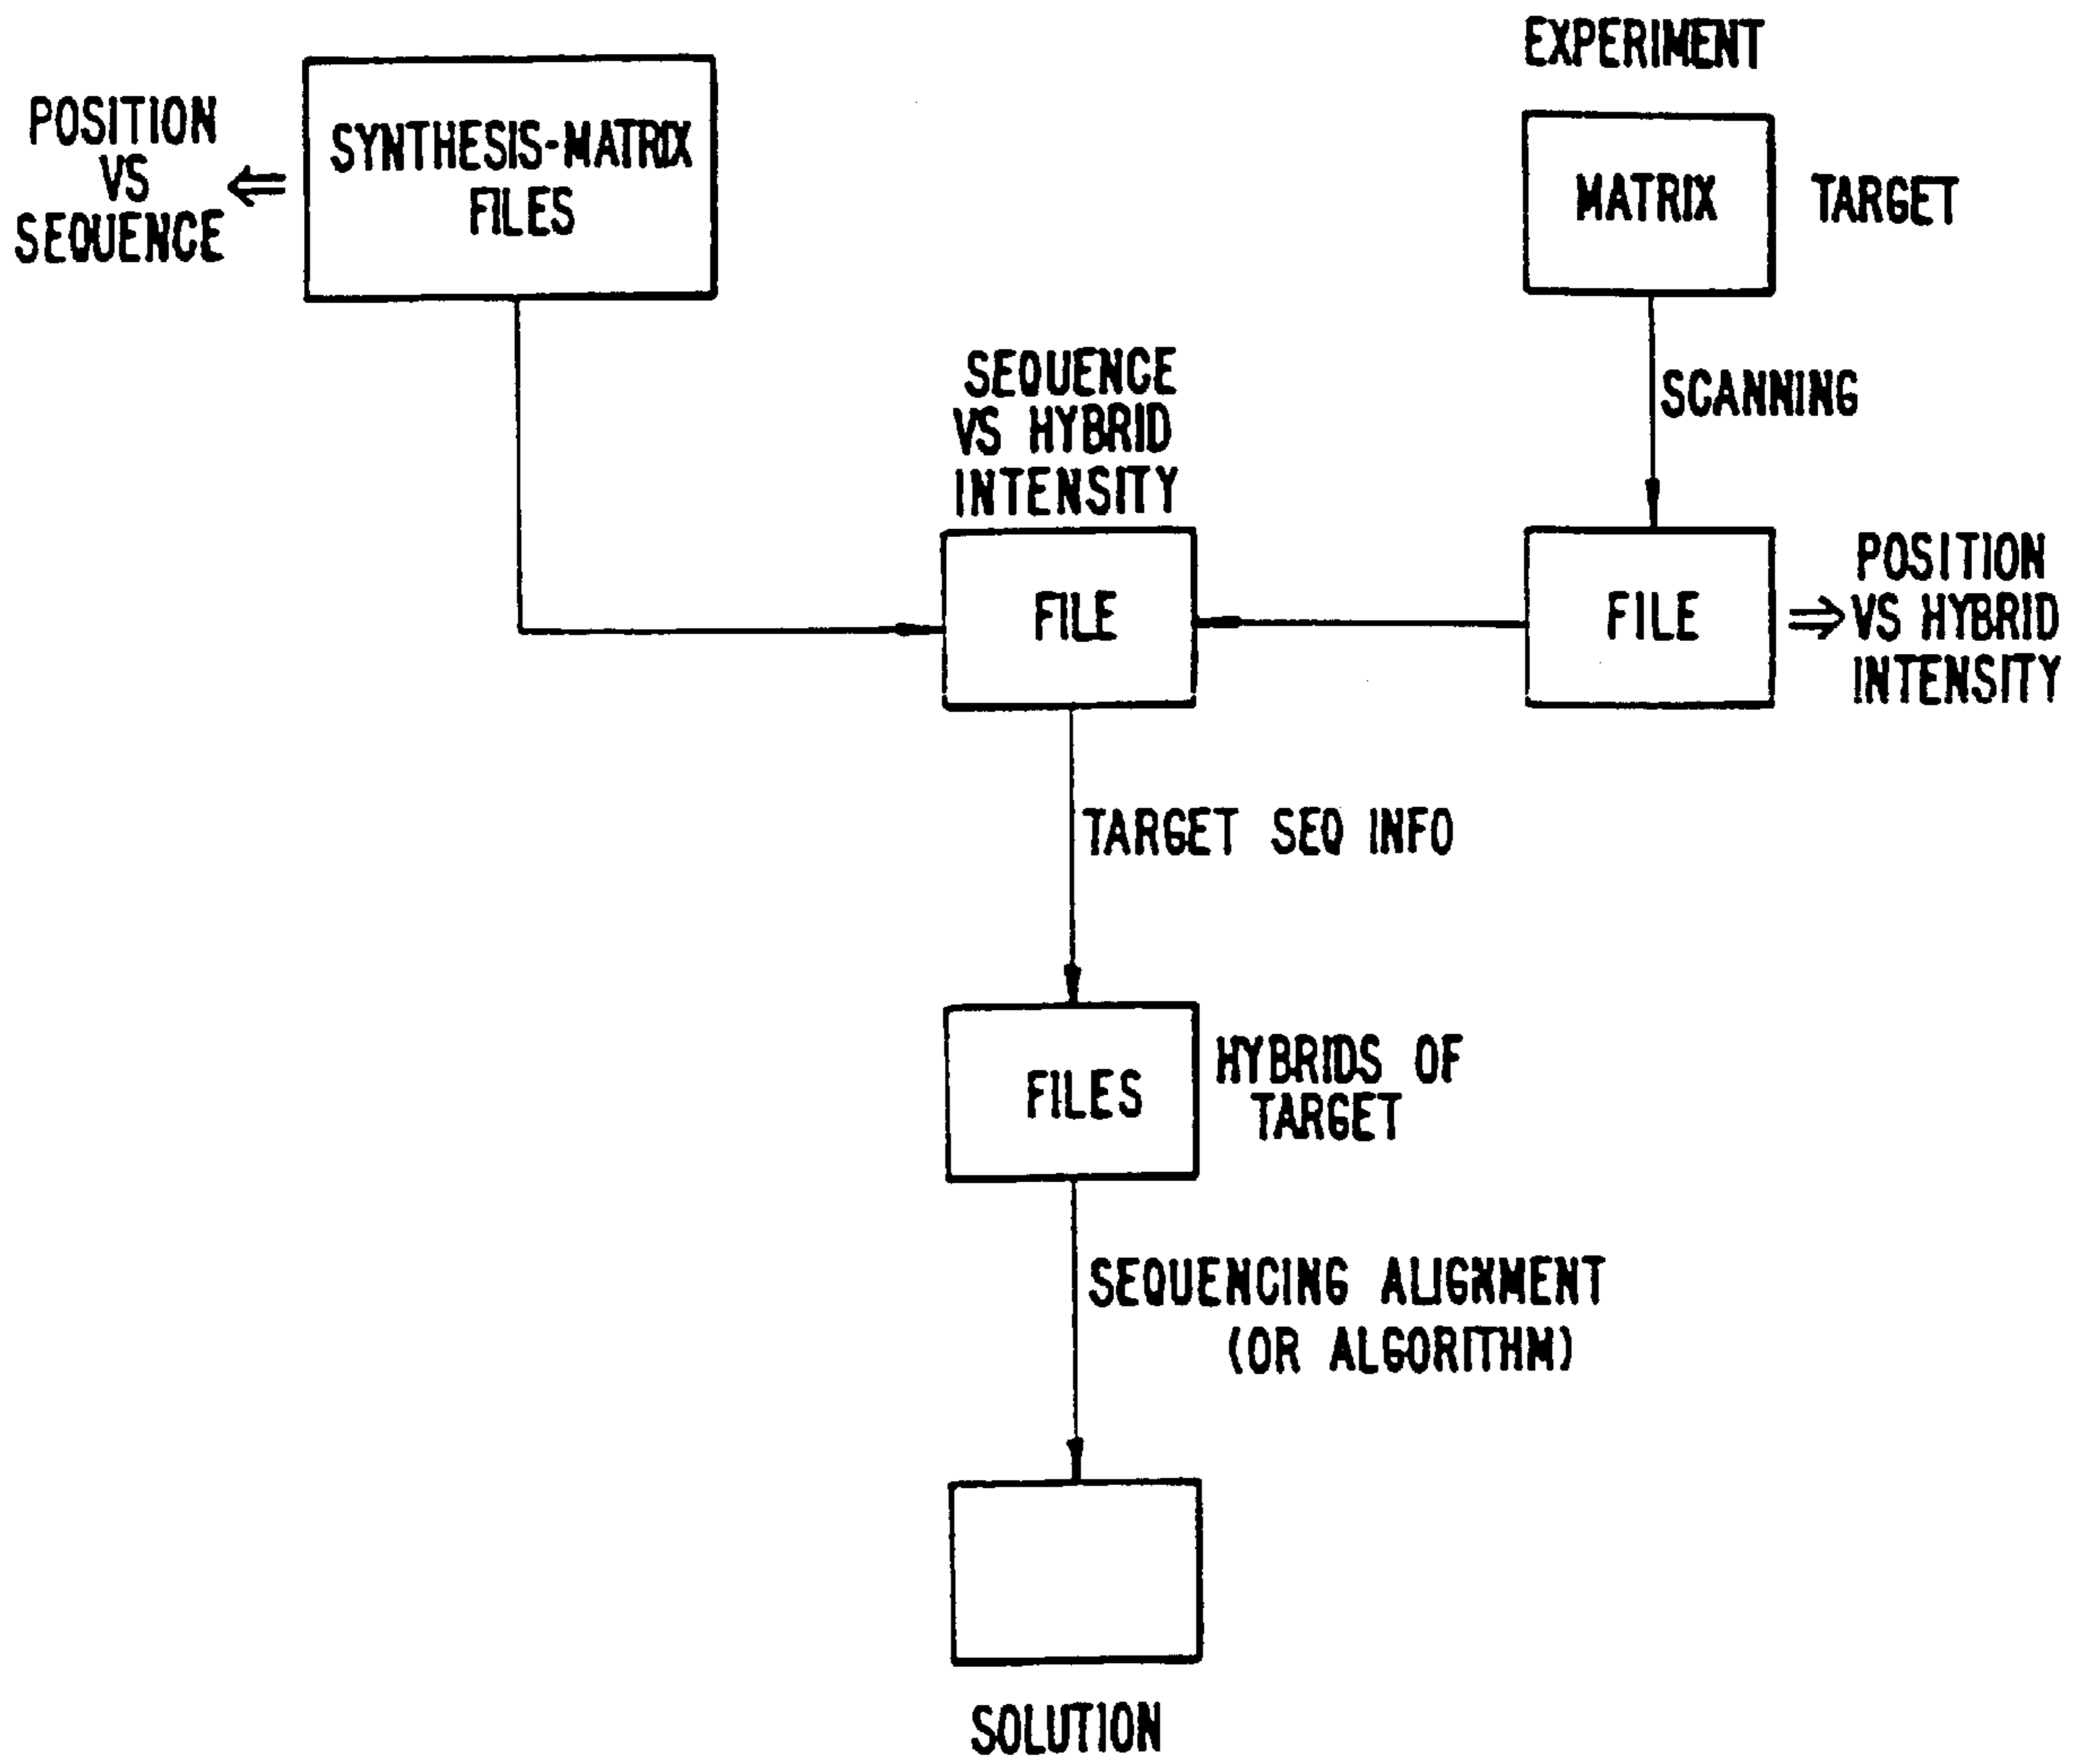 EXPERIMENT
POSITION
VS
SEQUENCE
SYNTHESIS-MATRIX
FILES
MATRIX
TARGET
SCANNING
SEQUENCE
VS HYBRID
INTENSITY
FILE
FILE
POSITION
VS HYBRID
INTENSITY
TARGET SEQ INFO
FILES
HYBRIDS OF
TARGET
SEQUENCING ALIGNMENT
(OR ALGORITHM)
SOLUTION